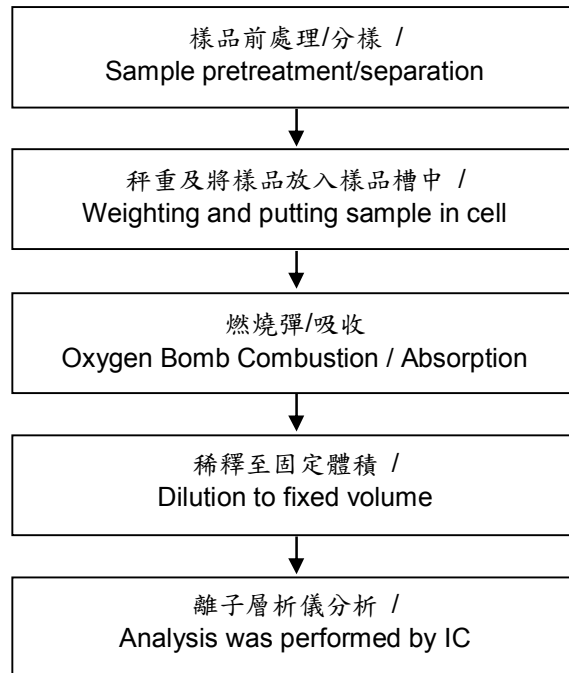 樣品前處理/分樣 /
Sample pretreatment/separation
秤重及將樣品放入樣品槽中 /
Weighting and putting sample in cell
燃燒彈/吸收
Oxygen Bomb Combustion / Absorption
稀釋至固定體積 /
Dilution to fixed volume
離子層析儀分析 /
Analysis was performed by IC